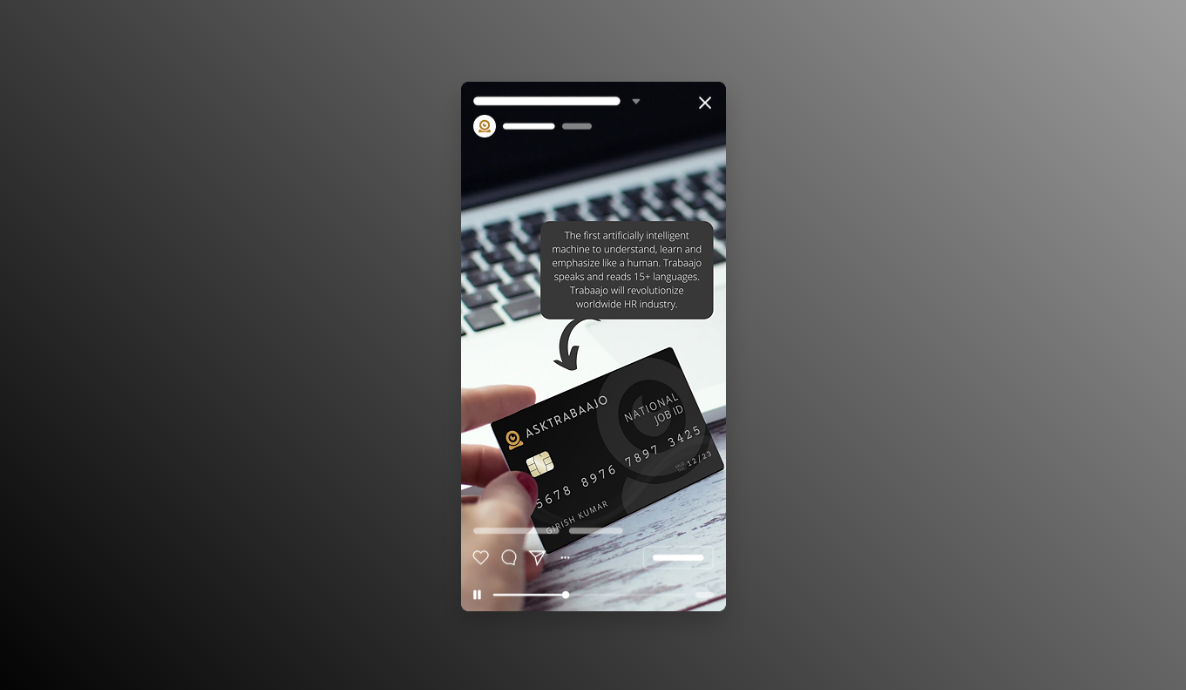 The first artificially intelligent
machine to understand, learn and
emphasize like a human. Trabaajo
speaks and reads 15+ languages.
Trabaajo will revolutionize
worldwide HR industry.
ASKTRABAAJO
NATIONAL
JOB ID
5678 8976 7897 3425
12/23
GIRISH KUMAR